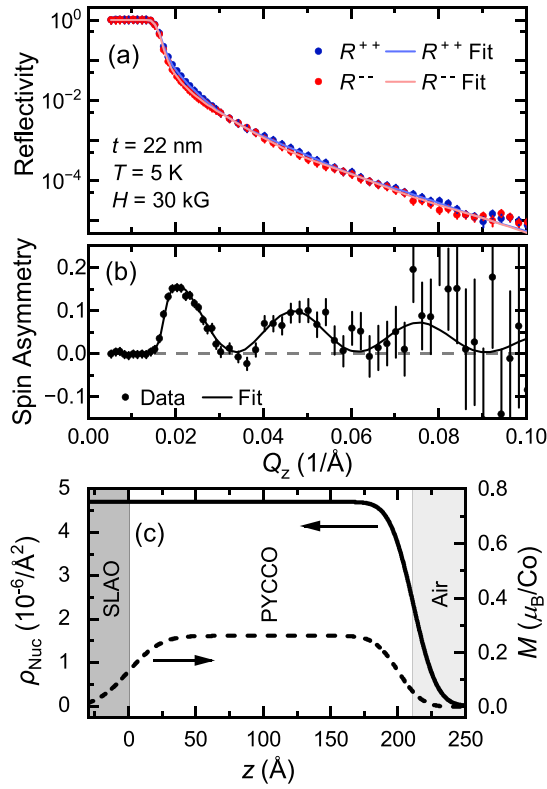 10⁰
10⁻²
10⁻⁴
Reflectivity
(a)
R⁺⁺ R⁺⁺ Fit
R⁻⁻ R⁻⁻ Fit
t = 22 nm
T = 5 K
H = 30 kG
(b)
0.2
0.1
0.0
−0.1
Spin Asymmetry
Data Fit
0.00 0.02 0.04 0.06 0.08 0.10
Q_z (1/Å)
5
4
3
2
1
0
ρ_Nuc (10⁻⁶/Å²)
(c)
SLAO
PYCCO
Air
0.8
0.6
0.4
0.2
0.0
M (μ_B/Co)
0 50 100 150 200 250
z (Å)